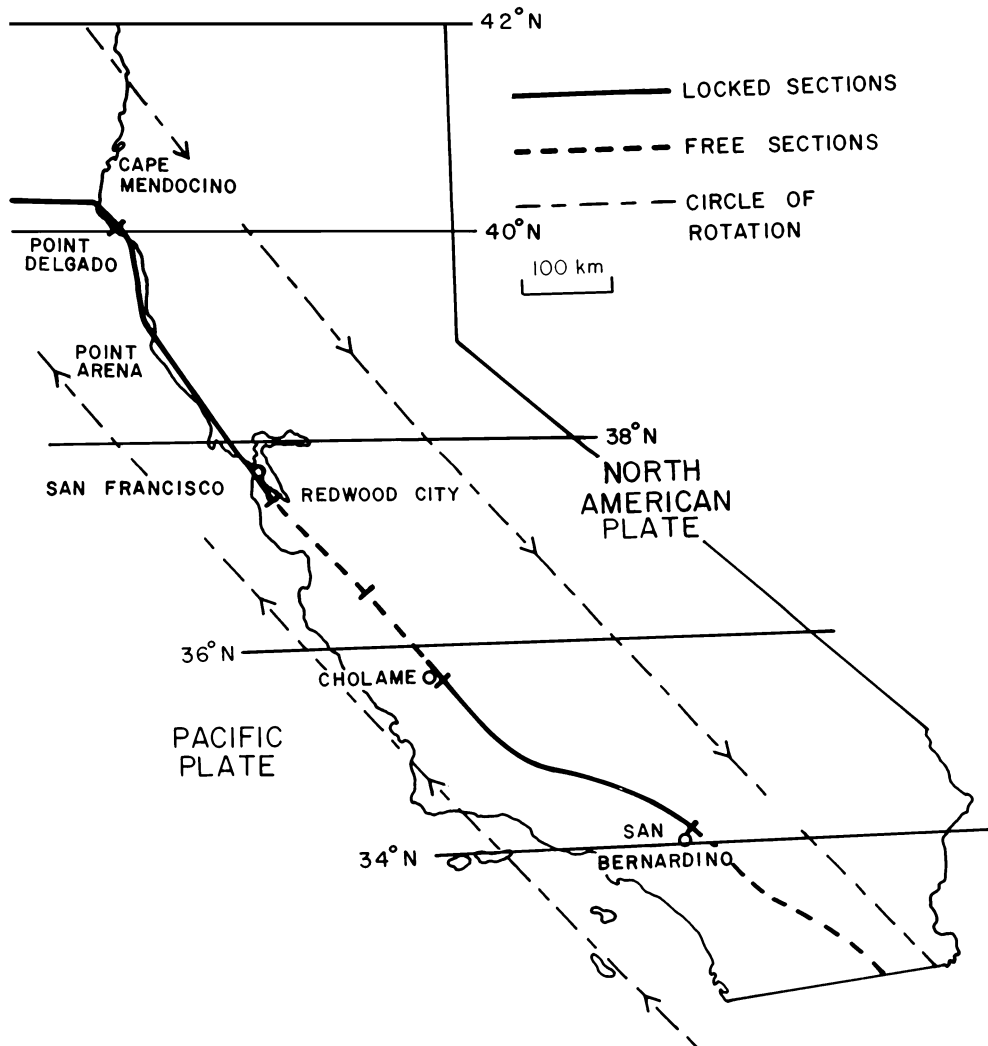 42°N
LOCKED SECTIONS
FREE SECTIONS
CIRCLE OF
ROTATION
CAPE
MENDOCINO
40°N
POINT
DELGADO
100 km
POINT
ARENA
38°N
NORTH
AMERICAN
PLATE
SAN FRANCISCO
REDWOOD CITY
36°N
CHOLAME
PACIFIC
PLATE
SAN
BERNARDINO
34°N